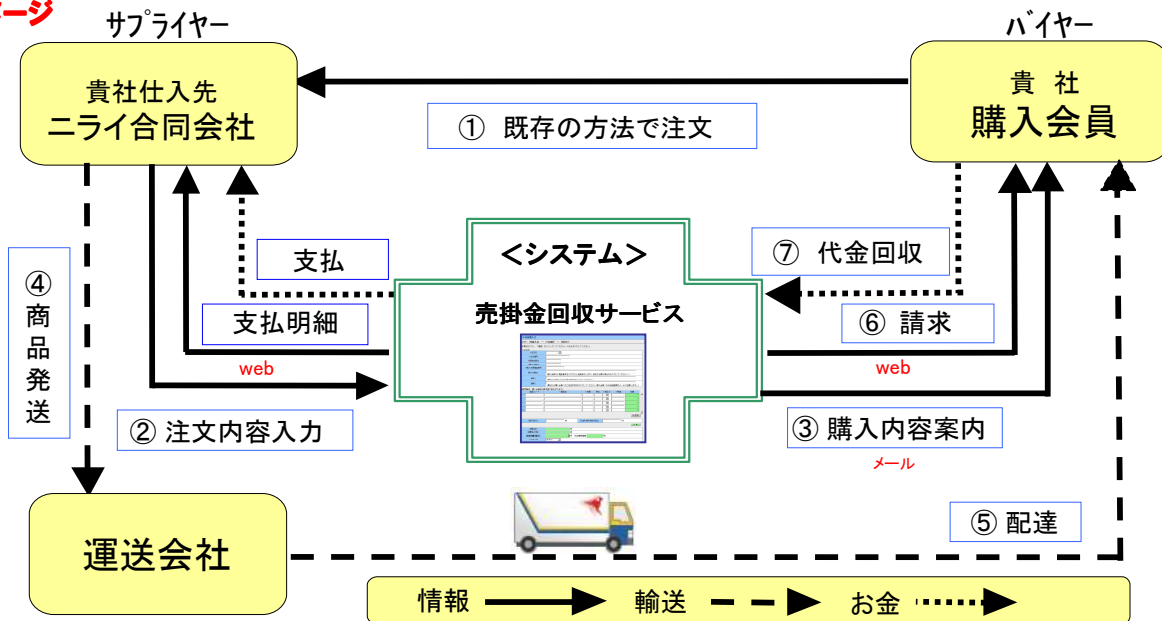 ージ
サプライヤー
バイヤー
貴社仕入先
ニライ合同会社
貴 社
購入会員
① 既存の方法で注文
＜システム＞
売掛金回収サービス
支払
支払明細
web
② 注文内容入力
④
商
品
発
送
⑦ 代金回収
⑥ 請求
web
③ 購入内容案内
メール
⑤ 配達
運送会社
情報
輸送
お金